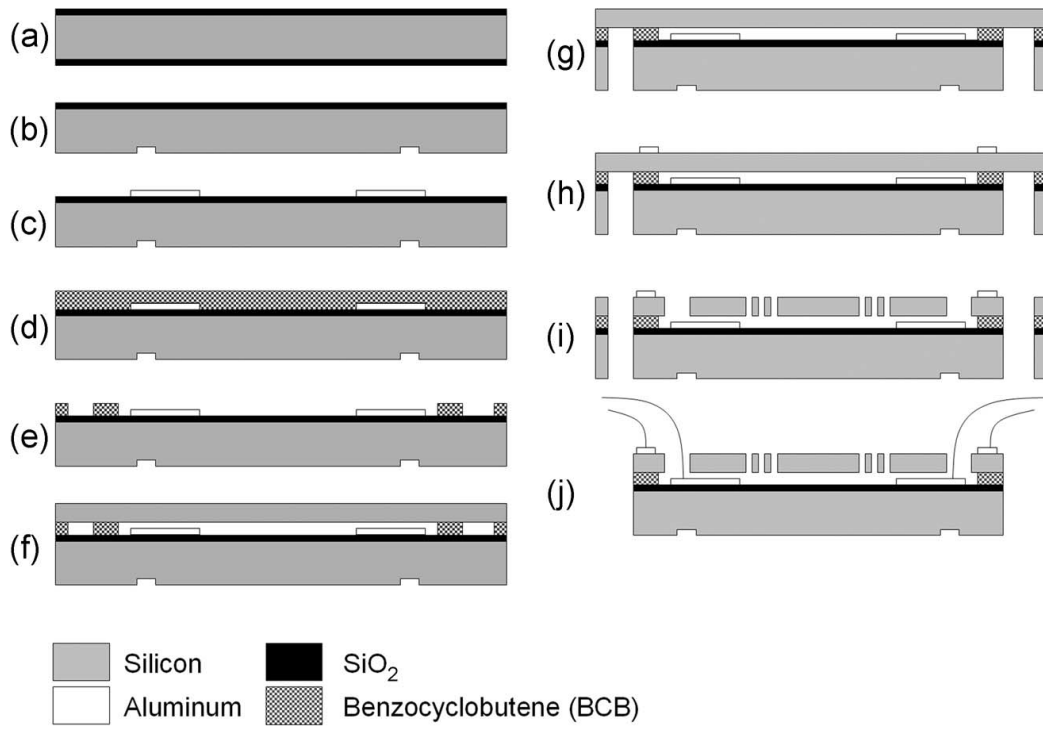 (a)
(b)
(c)
(d)
(e)
(f)
(g)
(h)
(i)
(j)
Silicon
SiO₂
Aluminum
Benzocyclobutene (BCB)